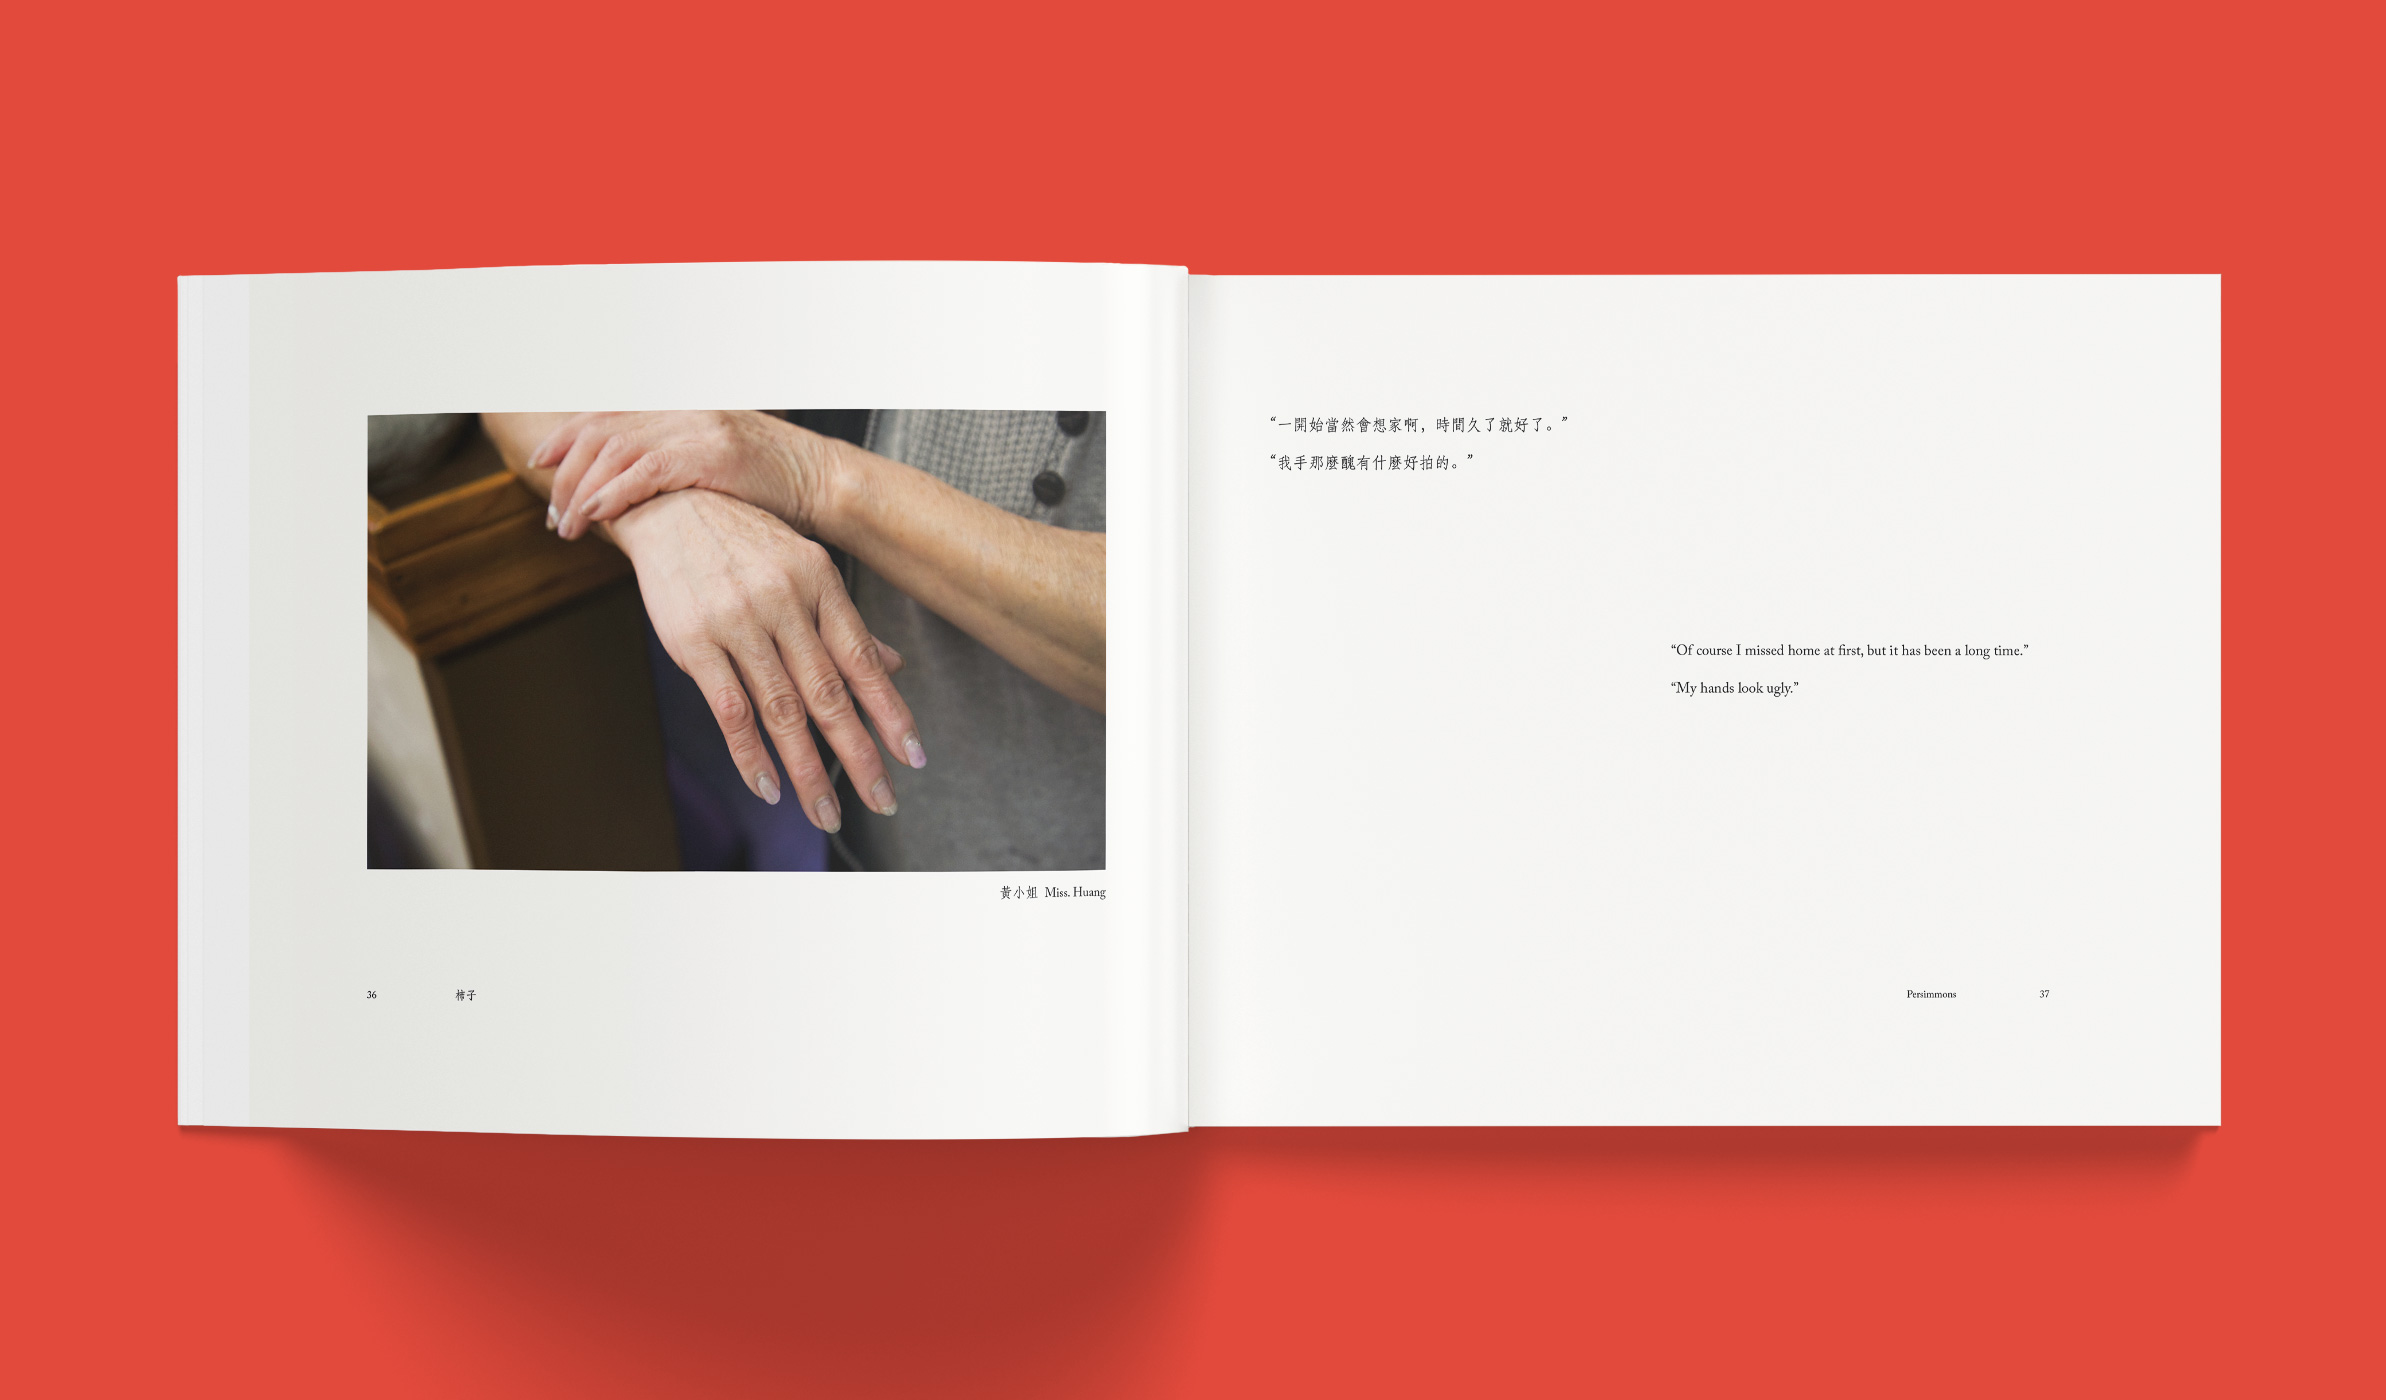 黃小姐 Miss. Huang
36 柿子
“一開始當然會想家啊，時間久了就好了。”
“我手那麼醜有什麼好拍的。”
“Of course I missed home at first, but it has been a long time.”
“My hands look ugly.”
Persimmons 37